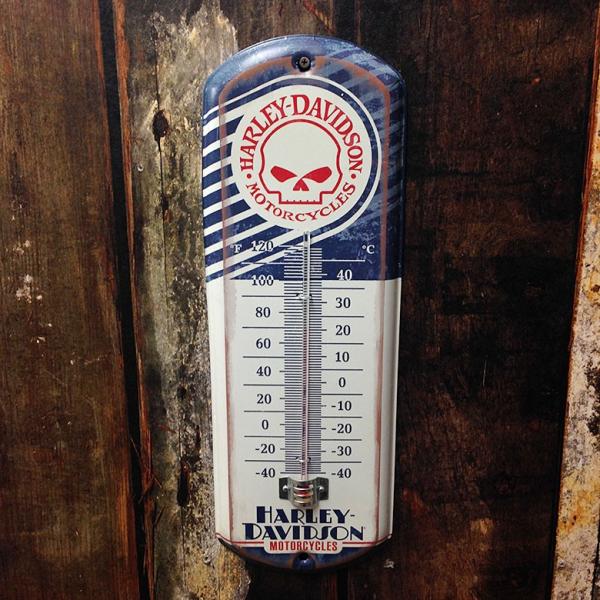 HARLEY-DAVIDSON
MOTORCYCLES
°F 120 °C
100 40
80 30
60 20
40 10
20 0
0 -10
-20 -20
-40 -30
-40
HARLEY-
DAVIDSON®
MOTORCYCLES